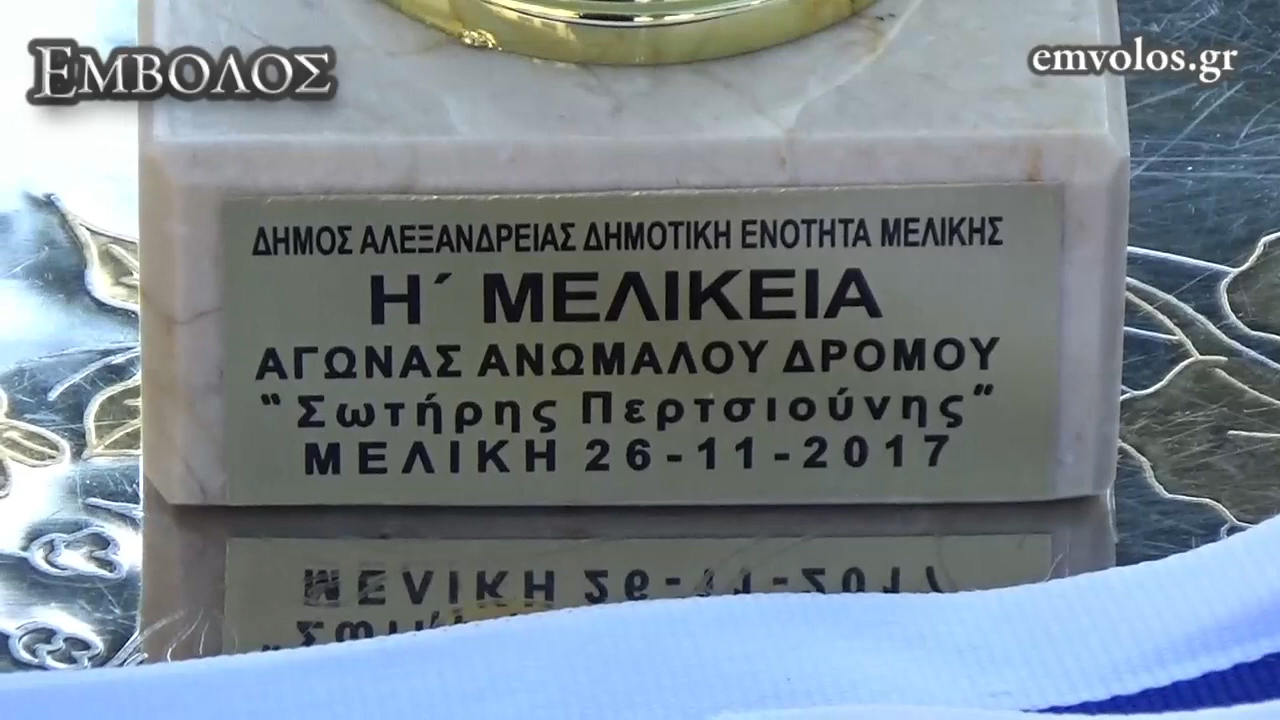 ΕΜΒΟΛΟΣ
emvolos.gr
ΔΗΜΟΣ ΑΛΕΞΑΝΔΡΕΙΑΣ ΔΗΜΟΤΙΚΗ ΕΝΟΤΗΤΑ ΜΕΛΙΚΗΣ
Η΄ ΜΕΛΙΚΕΙΑ
ΑΓΩΝΑΣ ΑΝΩΜΑΛΟΥ ΔΡΟΜΟΥ
"Σωτήρης Περτσιούνης"
ΜΕΛΙΚΗ 26-11-2017